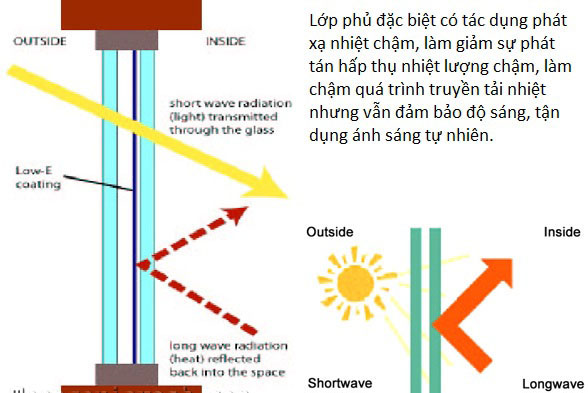 OUTSIDE
INSIDE
short wave radiation
(light) transmitted
through the glass
Low-E
coating
long wave radiation
(heat) reflected
back into the space
Lớp phủ đặc biệt có tác dụng phát
xạ nhiệt chậm, làm giảm sự phát
tán hấp thụ nhiệt lượng chậm, làm
chậm quá trình truyền tải nhiệt
nhưng vẫn đảm bảo độ sáng, tận
dụng ánh sáng tự nhiên.
Outside
Inside
Shortwave
Longwave